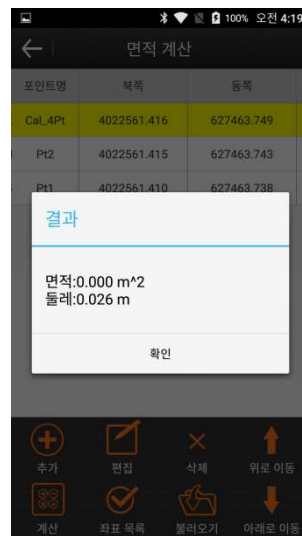 100% 오전 4:19
면적 계산
포인트명 북쪽 동쪽
Cal_4Pt 4022561.416 627463.749
Pt2 4022561.415 627463.743
Pt1 4022561.410 627463.738
결과
면적:0.000 m^2
둘레:0.026 m
확인
추가 편집 삭제 위로 이동
계산 좌표 목록 불러오기 아래로 이동